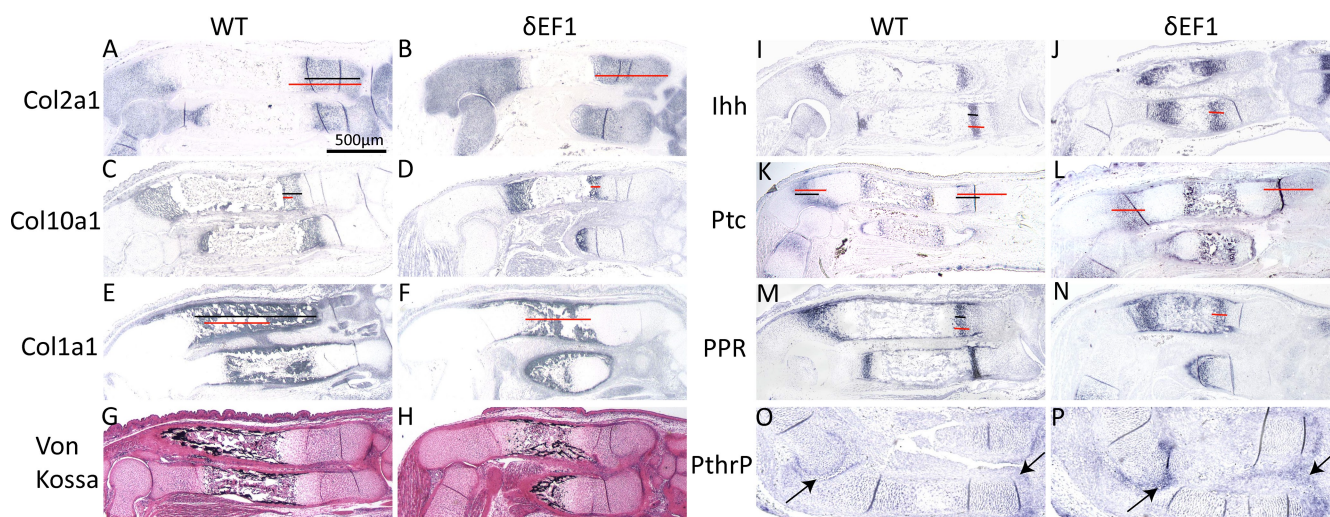 WT δEF1 WT δEF1
A B I J
Col2a1 Ihh
500μm
C D K L
Col10a1 Ptc
E F M N
Col1a1 PPR
G H O P
Von
Kossa
PthrP